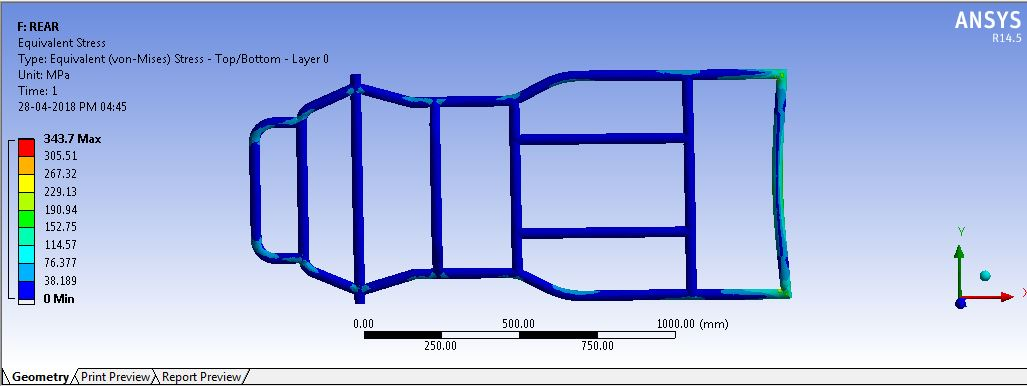 F: REAR
Equivalent Stress
Type: Equivalent (von-Mises) Stress - Top/Bottom - Layer 0
Unit: MPa
Time: 1
28-04-2018 PM 04:45
ANSYS
R14.5
343.7 Max
305.51
267.32
229.13
190.94
152.75
114.57
76.377
38.189
0 Min
Y
X
0.00 500.00 1000.00 (mm)
250.00 750.00
Geometry Print Preview Report Preview